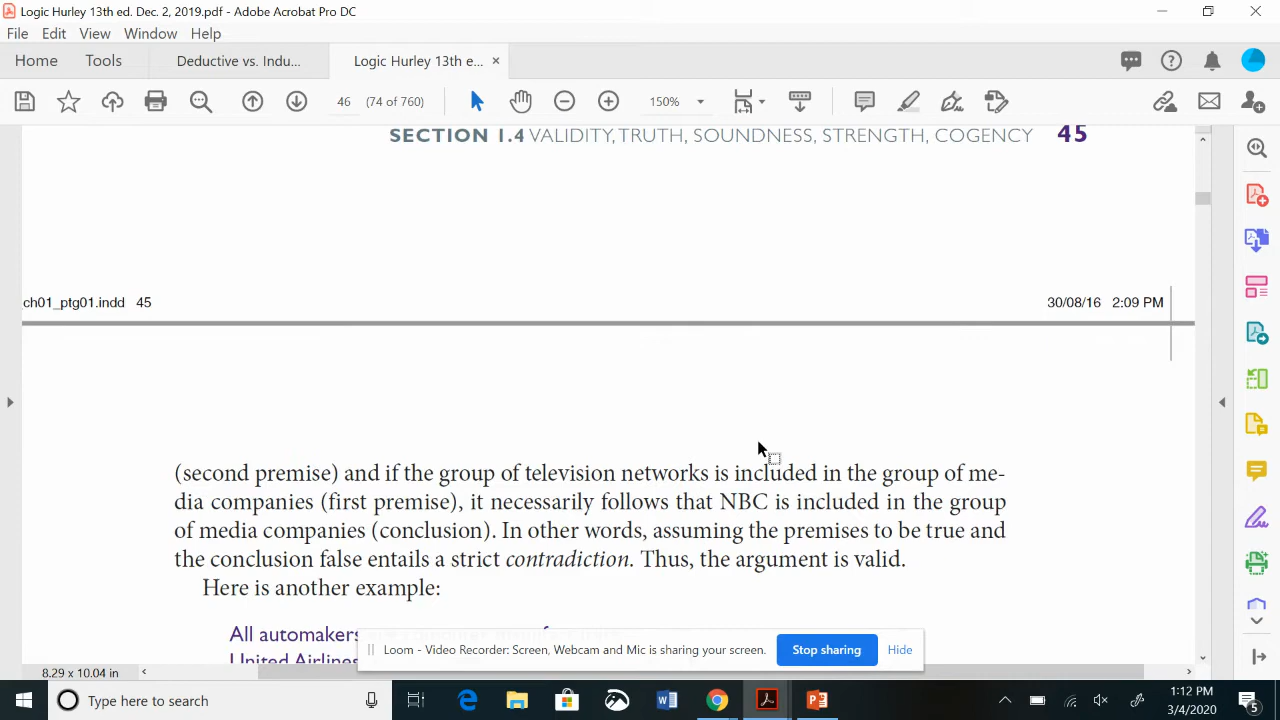 Logic Hurley 13th ed. Dec. 2, 2019.pdf - Adobe Acrobat Pro DC
File Edit View Window Help
Home Tools Deductive vs. Indu... Logic Hurley 13th e... ×
46 (74 of 760) 150%
SECTION 1.4 VALIDITY, TRUTH, SOUNDNESS, STRENGTH, COGENCY 45
ch01_ptg01.indd 45 30/08/16 2:09 PM
(second premise) and if the group of television networks is included in the group of me-
dia companies (first premise), it necessarily follows that NBC is included in the group
of media companies (conclusion). In other words, assuming the premises to be true and
the conclusion false entails a strict contradiction. Thus, the argument is valid.
Here is another example:
All automakers
United Airlines
Loom - Video Recorder: Screen, Webcam and Mic is sharing your screen. Stop sharing Hide
8.29 x 10.04 in
Type here to search
1:12 PM
3/4/2020
5